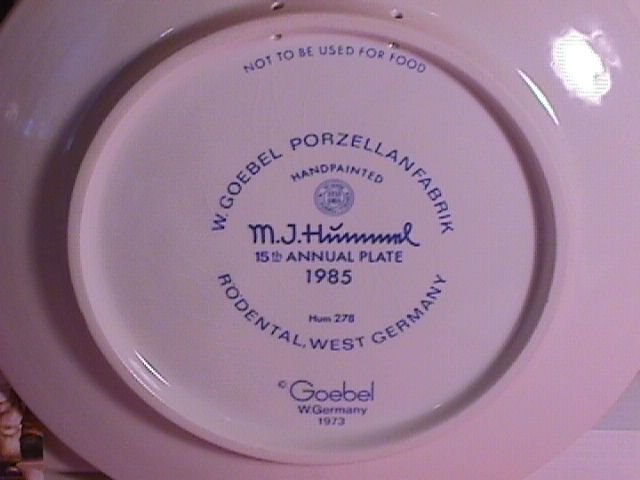 NOT TO BE USED FOR FOOD
W. GOEBEL PORZELLANFABRIK
HANDPAINTED
M.J. Hummel
15th ANNUAL PLATE
1985
Hum 278
RÖDENTAL, WEST GERMANY
© Goebel
W. Germany
1973